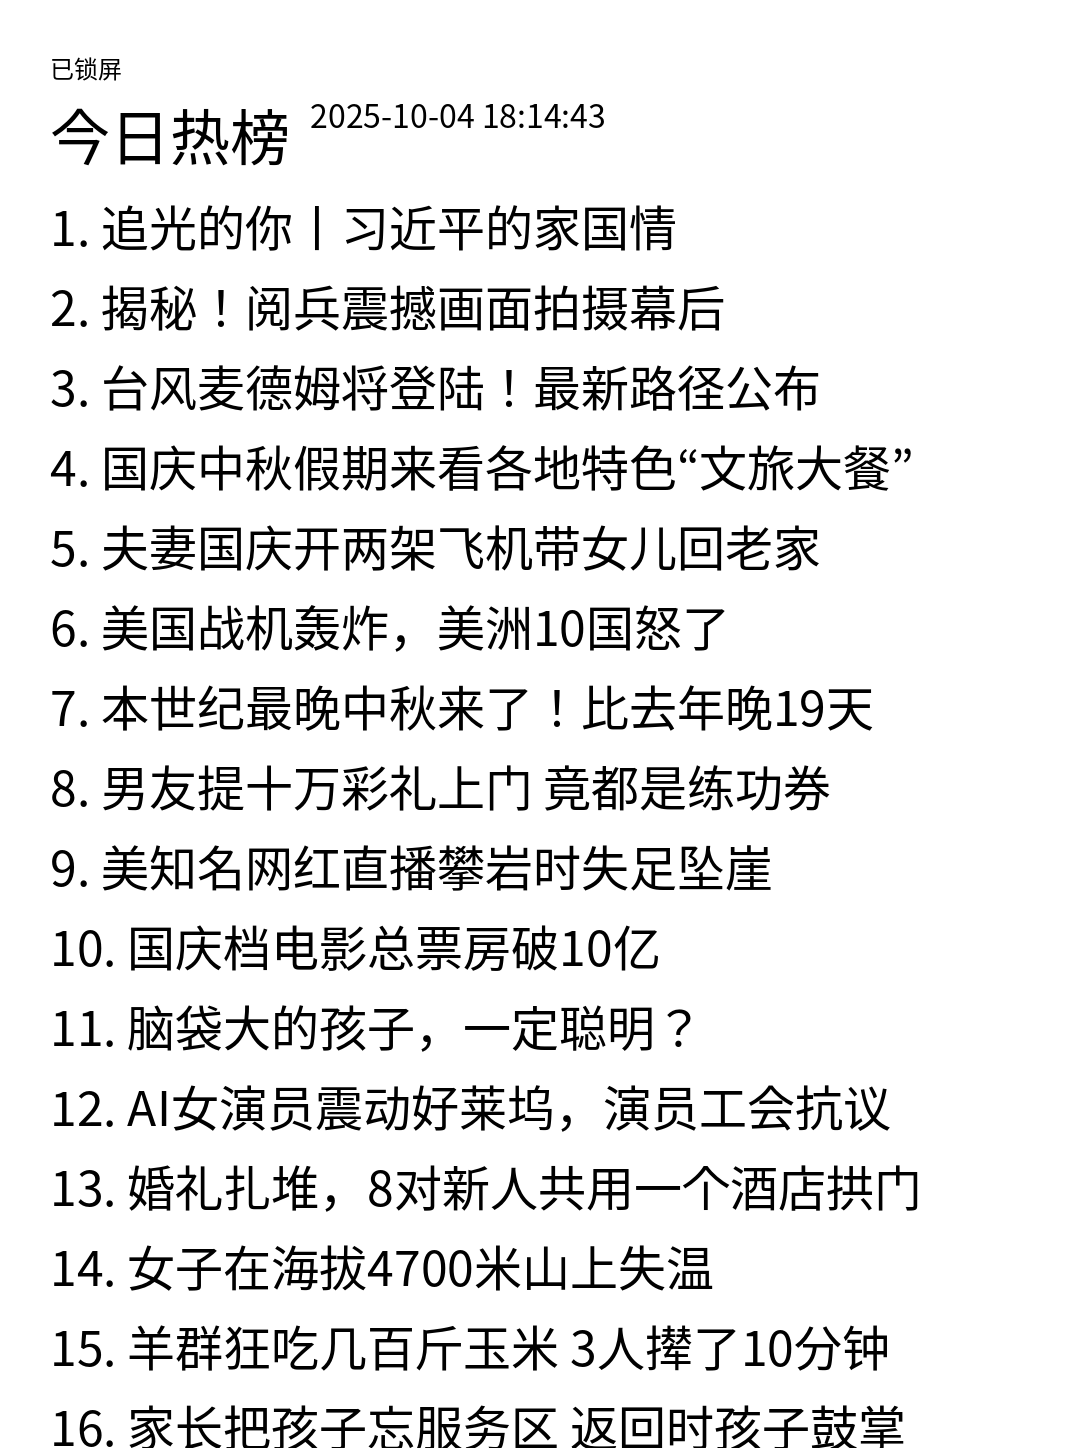 已锁屏
今日热榜 2025-10-04 18:14:43
1. 追光的你丨习近平的家国情
2. 揭秘！阅兵震撼画面拍摄幕后
3. 台风麦德姆将登陆！最新路径公布
4. 国庆中秋假期来看各地特色“文旅大餐”
5. 夫妻国庆开两架飞机带女儿回老家
6. 美国战机轰炸，美洲10国怒了
7. 本世纪最晚中秋来了！比去年晚19天
8. 男友提十万彩礼上门 竟都是练功券
9. 美知名网红直播攀岩时失足坠崖
10. 国庆档电影总票房破10亿
11. 脑袋大的孩子，一定聪明？
12. AI女演员震动好莱坞，演员工会抗议
13. 婚礼扎堆，8对新人共用一个酒店拱门
14. 女子在海拔4700米山上失温
15. 羊群狂吃几百斤玉米 3人撵了10分钟
16. 家长把孩子忘服务区 返回时孩子鼓掌